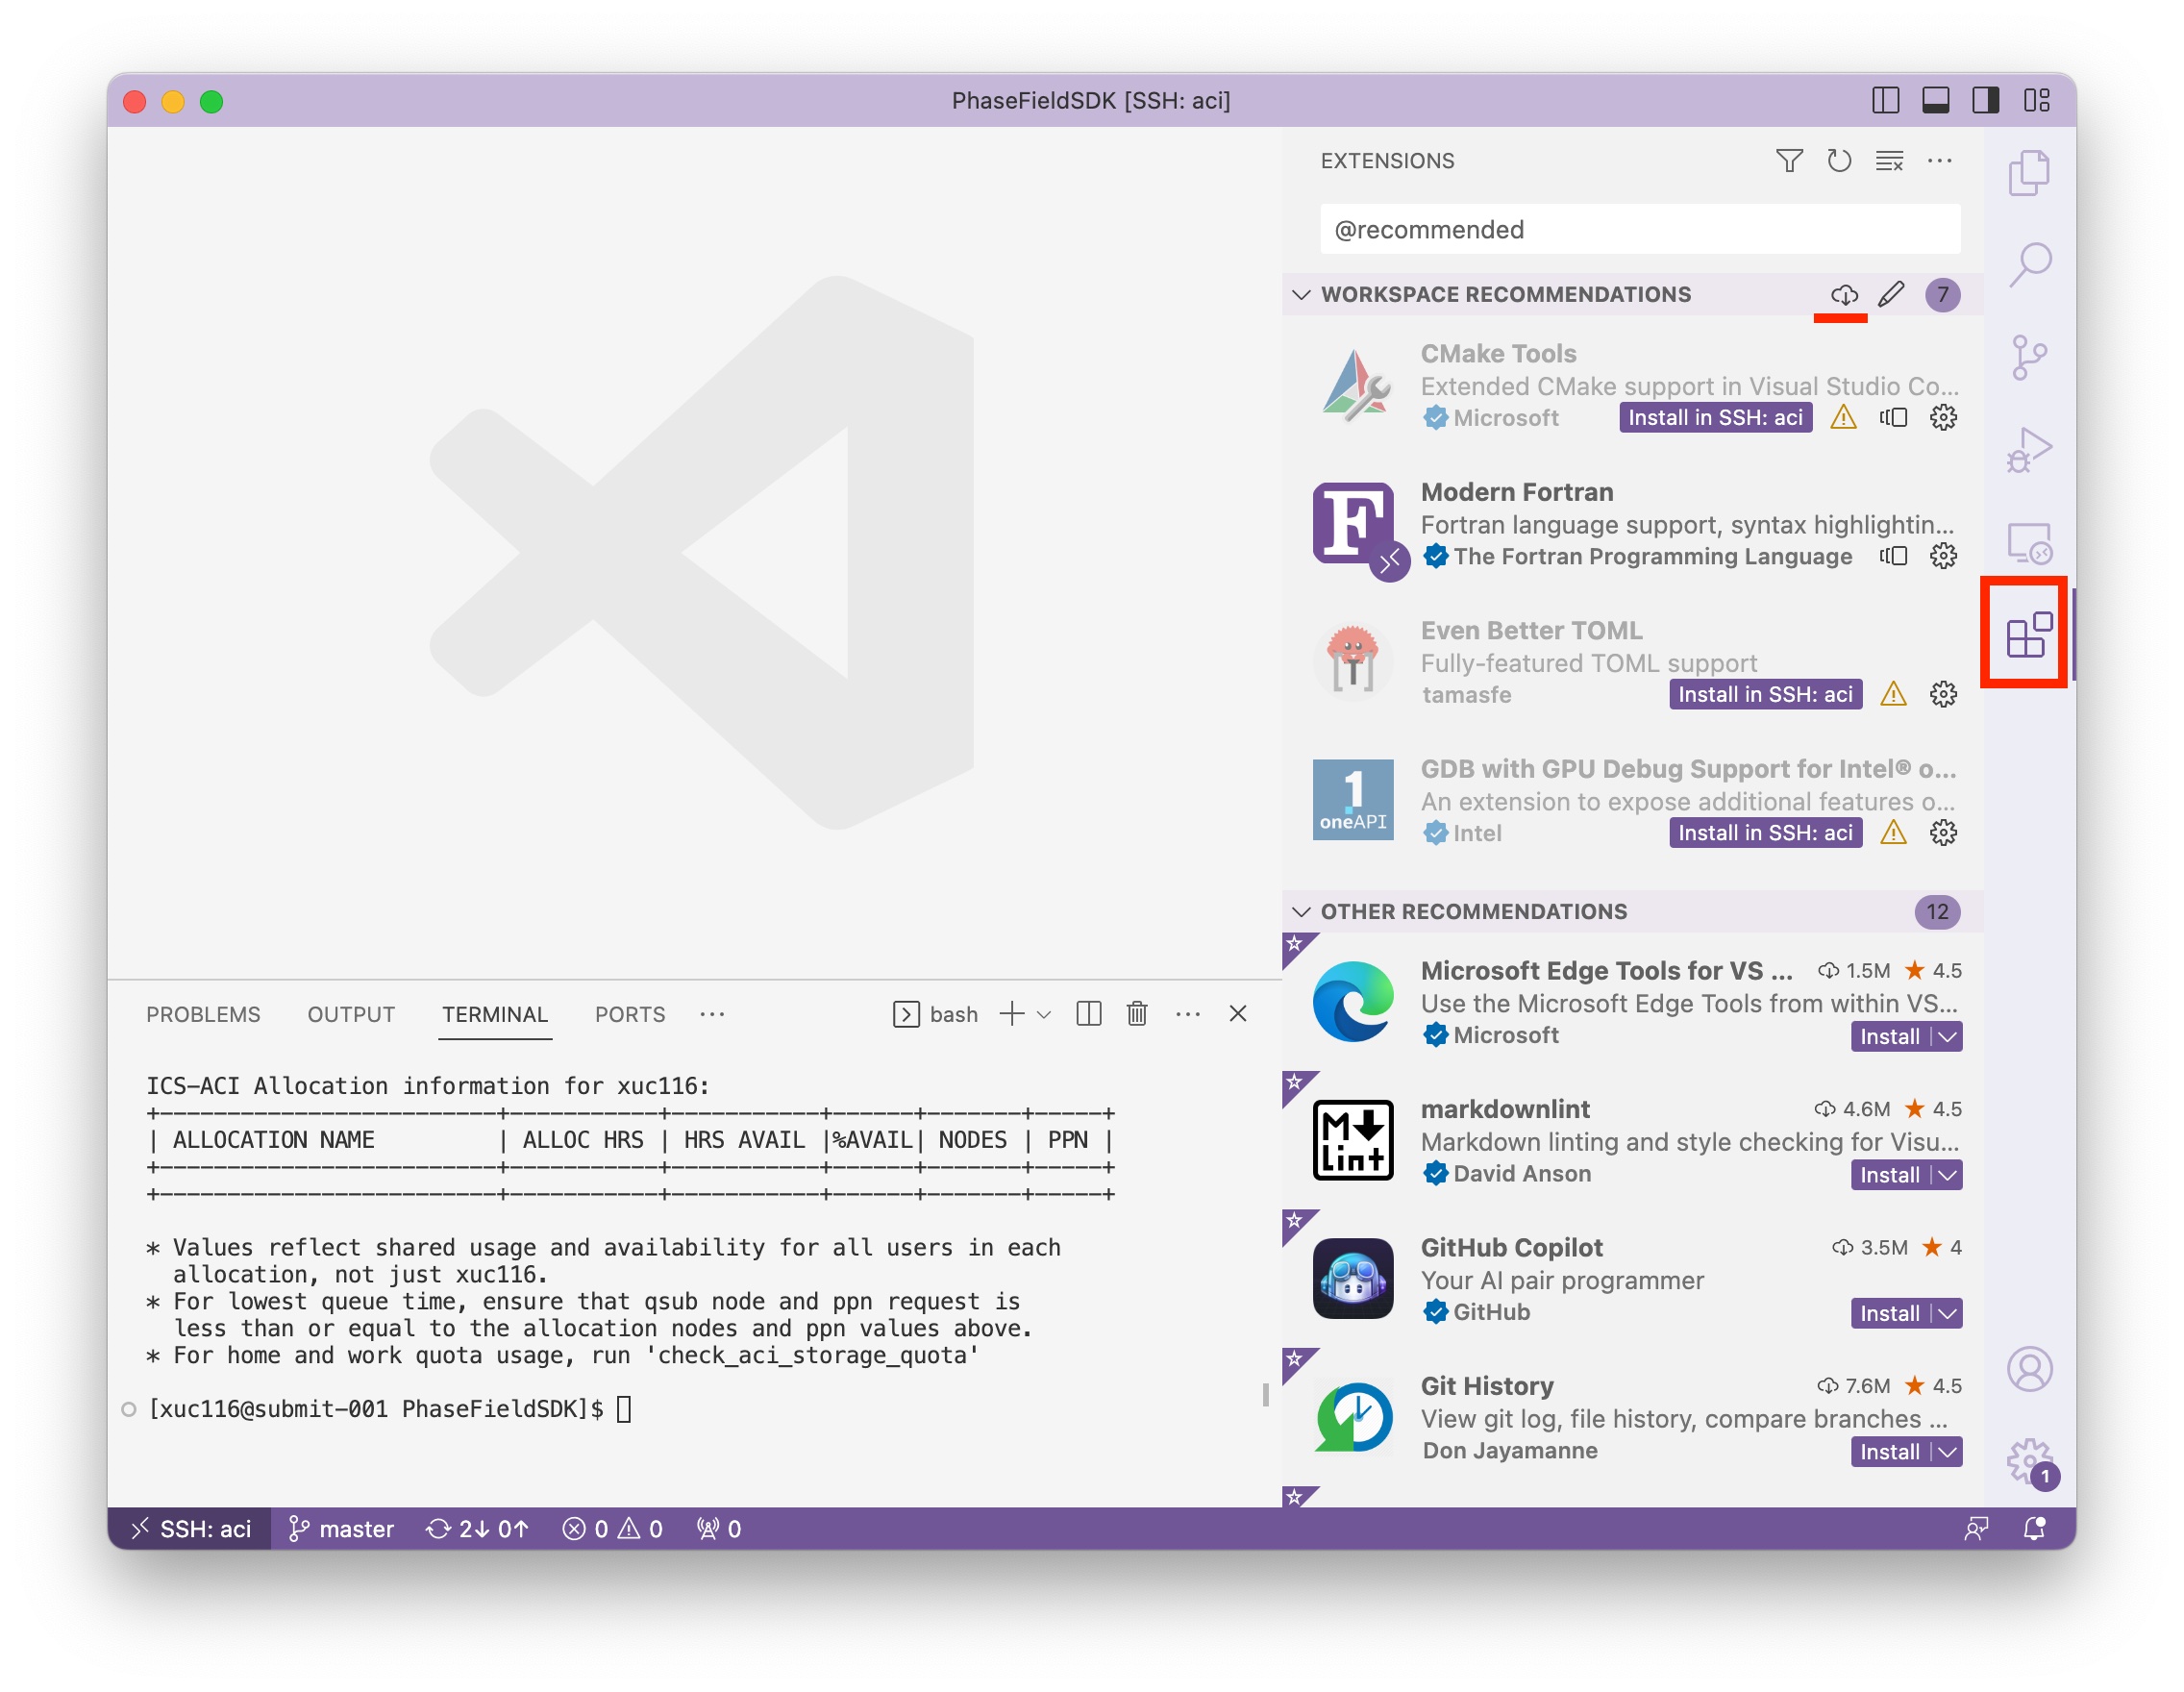 PhaseFieldSDK [SSH: aci]
EXTENSIONS
@recommended
WORKSPACE RECOMMENDATIONS 7
CMake Tools
Extended CMake support in Visual Studio Co...
Microsoft Install in SSH: aci
F
Modern Fortran
Fortran language support, syntax highlightin...
The Fortran Programming Language
T
Even Better TOML
Fully-featured TOML support
tamasfe Install in SSH: aci
1
oneAPI
GDB with GPU Debug Support for Intel® o...
An extension to expose additional features o...
Intel Install in SSH: aci
OTHER RECOMMENDATIONS 12
Microsoft Edge Tools for VS ... 1.5M ★ 4.5
Use the Microsoft Edge Tools from within VS...
Microsoft Install
M
Lint
markdownlint 4.6M ★ 4.5
Markdown linting and style checking for Visu...
David Anson Install
GitHub Copilot 3.5M ★ 4
Your AI pair programmer
GitHub Install
Git History 7.6M ★ 4.5
View git log, file history, compare branches ...
Don Jayamanne Install
1
PROBLEMS OUTPUT TERMINAL PORTS ··· bash
ICS-ACI Allocation information for xuc116:
+--------------------------+-----------+-----------+------+-------+-----+
| ALLOCATION NAME | ALLOC HRS | HRS AVAIL |%AVAIL| NODES | PPN |
+--------------------------+-----------+-----------+------+-------+-----+
+--------------------------+-----------+-----------+------+-------+-----+
* Values reflect shared usage and availability for all users in each
allocation, not just xuc116.
* For lowest queue time, ensure that qsub node and ppn request is
less than or equal to the allocation nodes and ppn values above.
* For home and work quota usage, run 'check_aci_storage_quota'
[xuc116@submit-001 PhaseFieldSDK]$
SSH: aci master 2↓ 0↑ 0 0 0